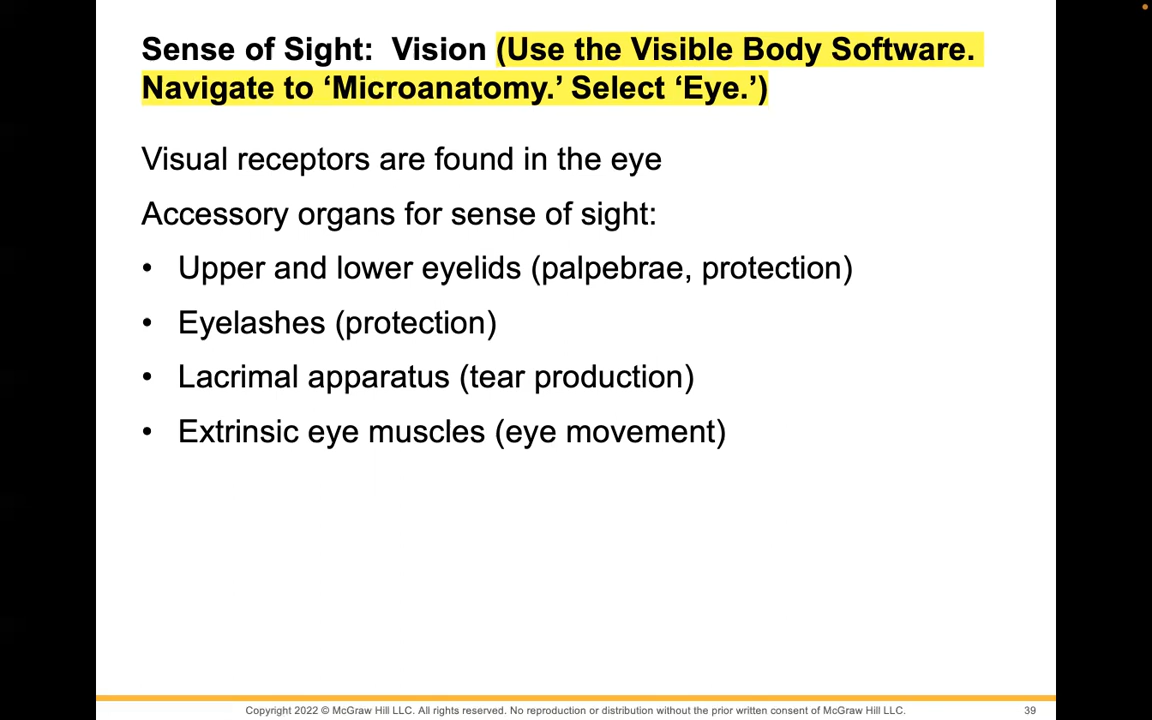 Sense of Sight:  Vision (Use the Visible Body Software.
Navigate to ‘Microanatomy.’ Select ‘Eye.’)
Visual receptors are found in the eye
Accessory organs for sense of sight:
• Upper and lower eyelids (palpebrae, protection)
• Eyelashes (protection)
• Lacrimal apparatus (tear production)
• Extrinsic eye muscles (eye movement)
Copyright 2022 © McGraw Hill LLC. All rights reserved. No reproduction or distribution without the prior written consent of McGraw Hill LLC. 39